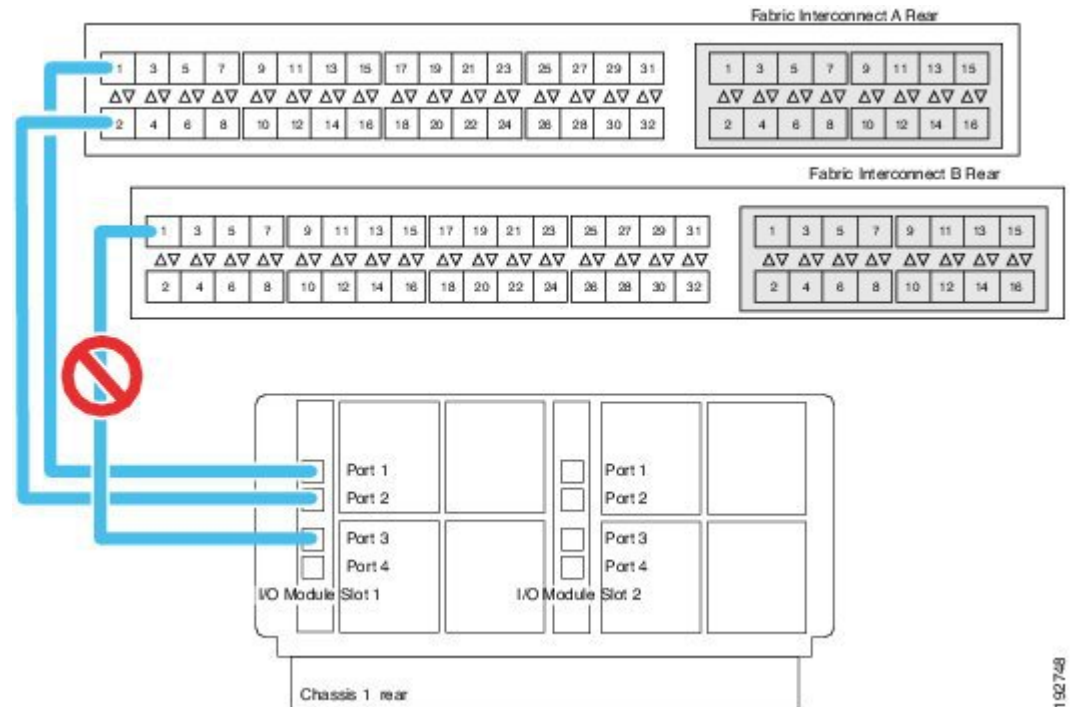 Fabric Interconnect A Rear
1 3 5 7 9 11 13 15 17 19 21 23 25 27 29 31 1 3 5 7 9 11 13 15
2 4 6 8 10 12 14 16 18 20 22 24 26 28 30 32 2 4 6 8 10 12 14 16
Fabric Interconnect B Rear
1 3 5 7 9 11 13 15 17 19 21 23 25 27 29 31 1 3 5 7 9 11 13 15
2 4 6 8 10 12 14 16 18 20 22 24 26 28 30 32 2 4 6 8 10 12 14 16
Port 1 Port 1
Port 2 Port 2
Port 3 Port 3
Port 4 Port 4
I/O Module Slot 1 I/O Module Slot 2
Chassis 1 rear
192748